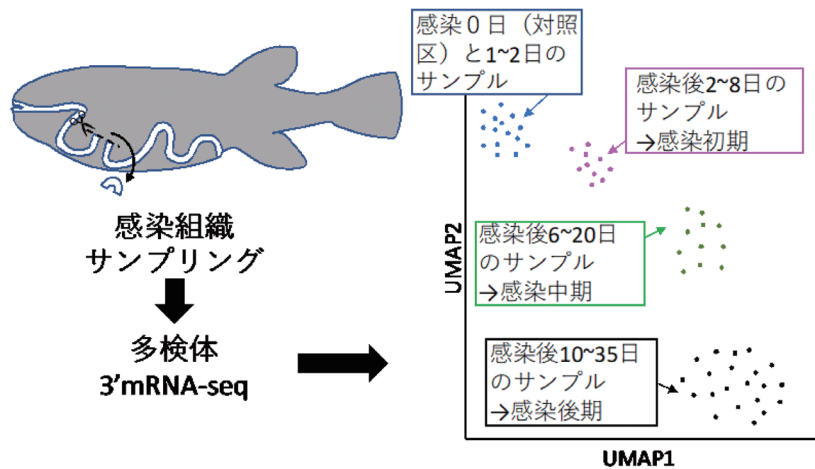 感染組織
サンプリング
多検体
3’mRNA-seq
感染０日（対照
区）と1~2日の
サンプル
感染後2~8日の
サンプル
→感染初期
感染後6~20日
のサンプル
→感染中期
感染後10~35日
のサンプル
→感染後期
UMAP2
UMAP1